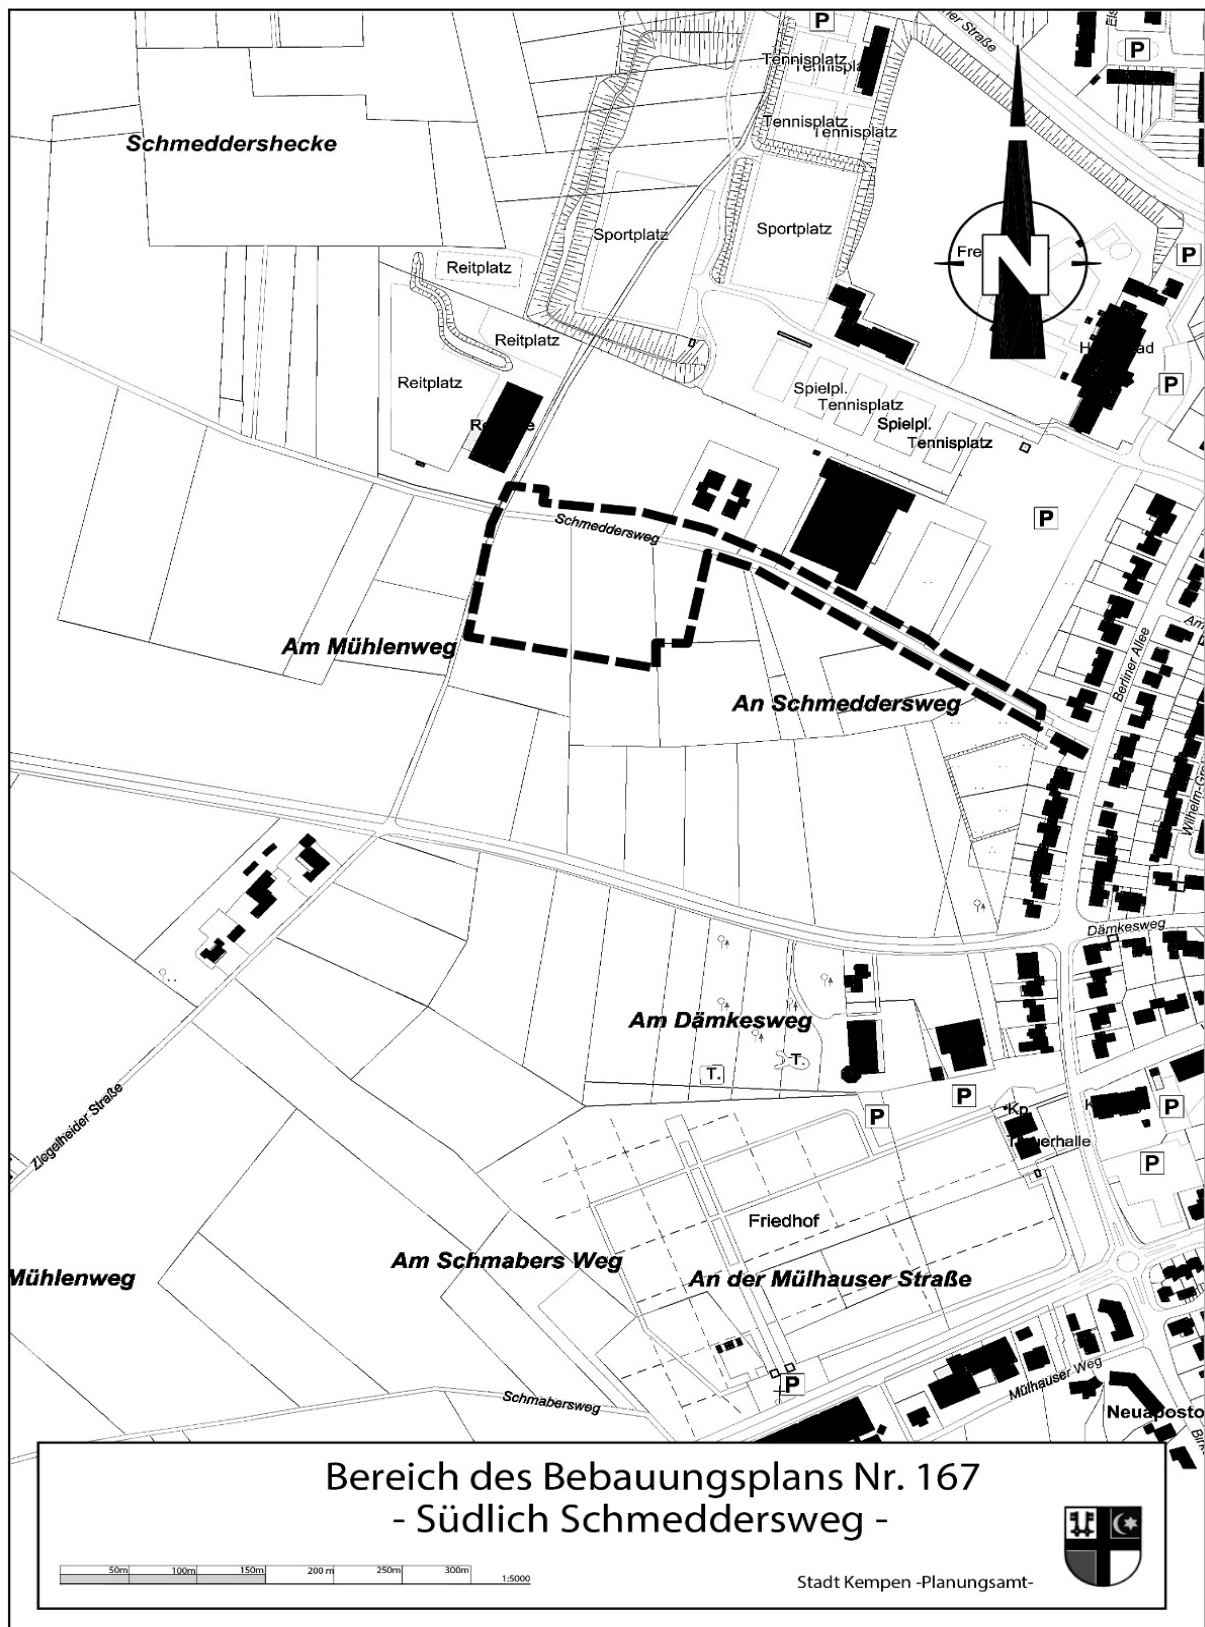 P
Straße
P
Tennisplatz
Tennisplatz
Tennisplatz
Schmeddershecke
Sportplatz
Sportplatz
P
N
Reitplatz
Reitplatz
Reitplatz
P
Spielpl.
Tennisplatz
Spielpl.
Tennisplatz
P
Schmeddersweg
Am Mühlenweg
Berliner Allee
An Schmeddersweg
Dämkesweg
Am Dämkesweg
T.
T.
Ziegelheider Straße
P
P
Kp.
P
P
Friedhof
Am Schmabers Weg
Mühlenweg
An der Mülhauser Straße
P
Mülhauser Weg
Schmabersweg
Bereich des Bebauungsplans Nr. 167
- Südlich Schmeddersweg -
50m 100m 150m 200 m 250m 300m
1:5000
Stadt Kempen -Planungsamt-